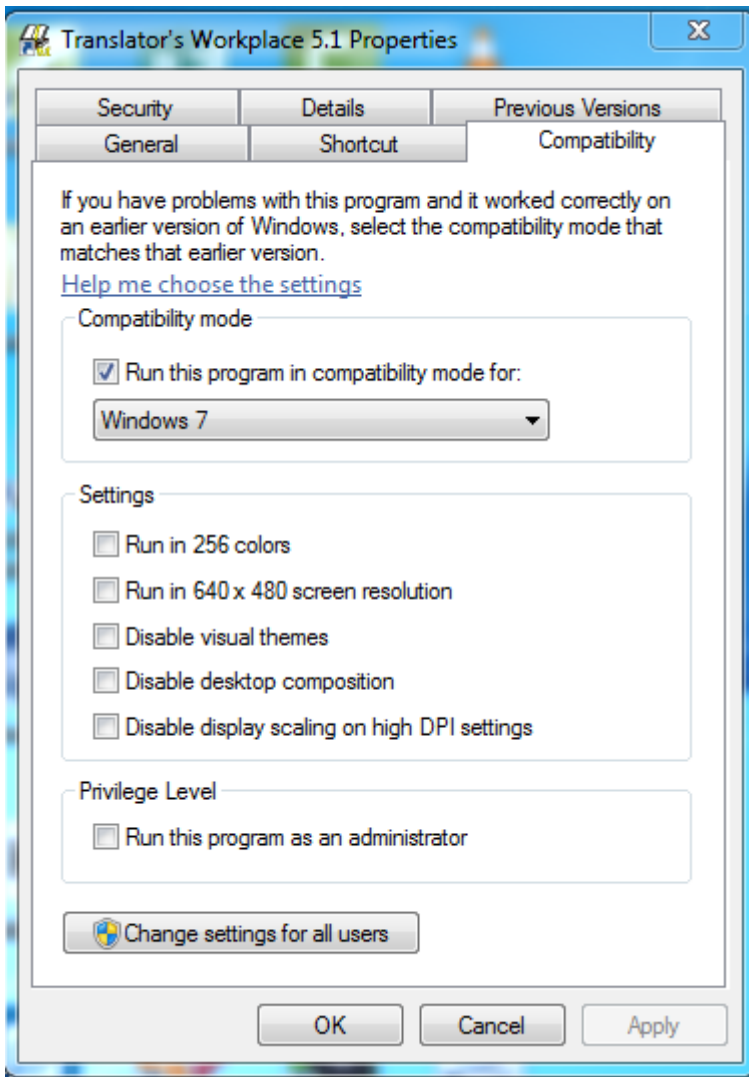 Translator's Workplace 5.1 Properties
Security Details Previous Versions
General Shortcut Compatibility
If you have problems with this program and it worked correctly on
an earlier version of Windows, select the compatibility mode that
matches that earlier version.
Help me choose the settings
Compatibility mode
Run this program in compatibility mode for:
Windows 7
Settings
Run in 256 colors
Run in 640 x 480 screen resolution
Disable visual themes
Disable desktop composition
Disable display scaling on high DPI settings
Privilege Level
Run this program as an administrator
Change settings for all users
OK Cancel Apply